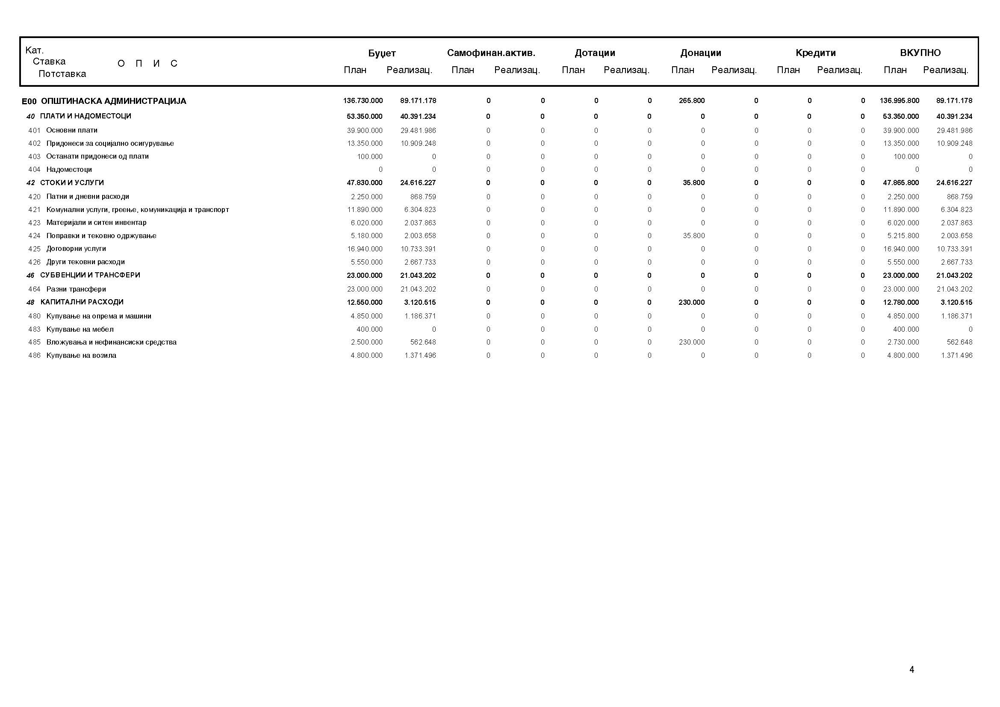 Кат.
Ставка
Потставка
О П И С
Буџет Самофинан.актив. Дотации Донации Кредити ВКУПНО
План Реализац. План Реализац. План Реализац. План Реализац. План Реализац. План Реализац.
E00 ОПШТИНАСКА АДМИНИСТРАЦИЈА 136.730.000 89.171.178 0 0 0 0 265.800 0 0 0 136.995.800 89.171.178
40 ПЛАТИ И НАДОМЕСТОЦИ 53.350.000 40.391.234 0 0 0 0 0 0 0 0 53.350.000 40.391.234
401 Основни плати 39.900.000 29.481.986 0 0 0 0 0 0 0 0 39.900.000 29.481.986
402 Придонеси за социјално осигурување 13.350.000 10.909.248 0 0 0 0 0 0 0 0 13.350.000 10.909.248
403 Останати придонеси од плати 100.000 0 0 0 0 0 0 0 0 0 100.000 0
404 Надоместоци 0 0 0 0 0 0 0 0 0 0 0 0
42 СТОКИ И УСЛУГИ 47.830.000 24.616.227 0 0 0 0 35.800 0 0 0 47.865.800 24.616.227
420 Патни и дневни расходи 2.250.000 868.759 0 0 0 0 0 0 0 0 2.250.000 868.759
421 Комунални услуги, греење, комуникација и транспорт 11.890.000 6.304.823 0 0 0 0 0 0 0 0 11.890.000 6.304.823
423 Материјали и ситен инвентар 6.020.000 2.037.863 0 0 0 0 0 0 0 0 6.020.000 2.037.863
424 Поправки и тековно одржување 5.180.000 2.003.658 0 0 0 0 35.800 0 0 0 5.215.800 2.003.658
425 Договорни услуги 16.940.000 10.733.391 0 0 0 0 0 0 0 0 16.940.000 10.733.391
426 Други тековни расходи 5.550.000 2.667.733 0 0 0 0 0 0 0 0 5.550.000 2.667.733
46 СУБВЕНЦИИ И ТРАНСФЕРИ 23.000.000 21.043.202 0 0 0 0 0 0 0 0 23.000.000 21.043.202
464 Разни трансфери 23.000.000 21.043.202 0 0 0 0 0 0 0 0 23.000.000 21.043.202
48 КАПИТАЛНИ РАСХОДИ 12.550.000 3.120.515 0 0 0 0 230.000 0 0 0 12.780.000 3.120.515
480 Купување на опрема и машини 4.850.000 1.186.371 0 0 0 0 0 0 0 0 4.850.000 1.186.371
483 Купување на мебел 400.000 0 0 0 0 0 0 0 0 0 400.000 0
485 Вложувања и нефинансиски средства 2.500.000 562.648 0 0 0 0 230.000 0 0 0 2.730.000 562.648
486 Купување на возила 4.800.000 1.371.496 0 0 0 0 0 0 0 0 4.800.000 1.371.496
4